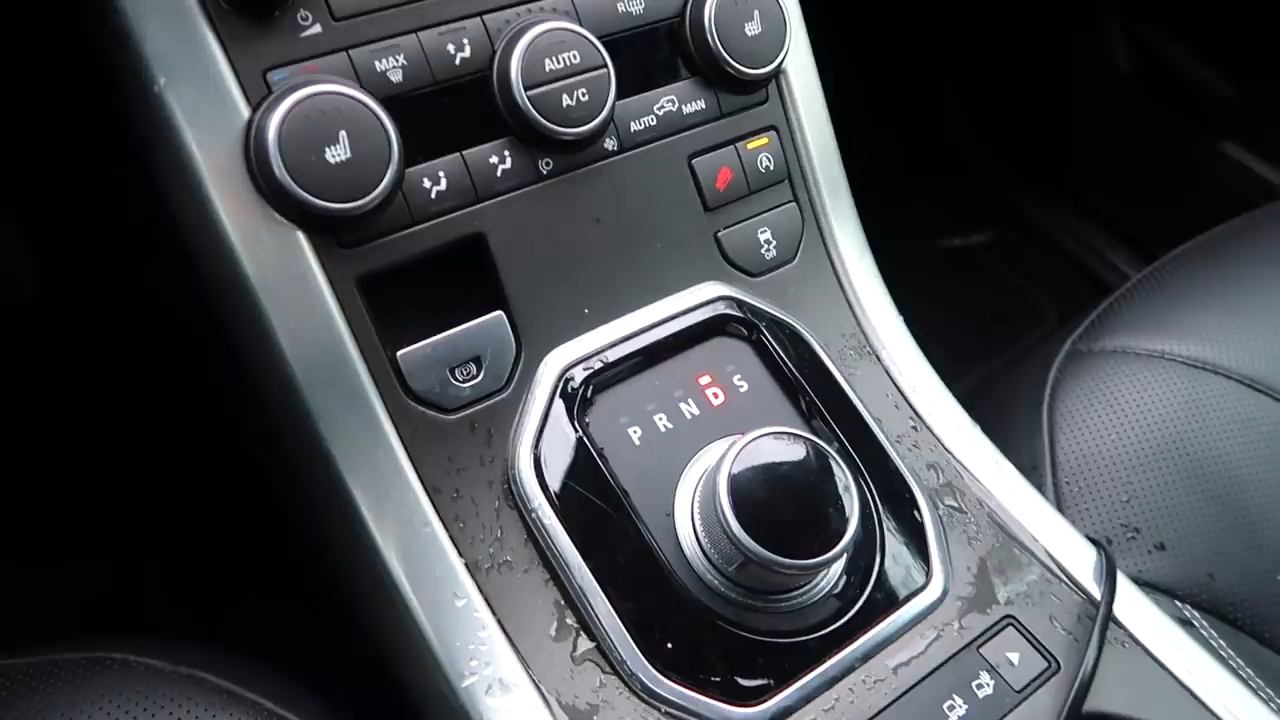 R
MAX
AUTO
A/C
AUTO MAN
A
OFF
P
P R N D S